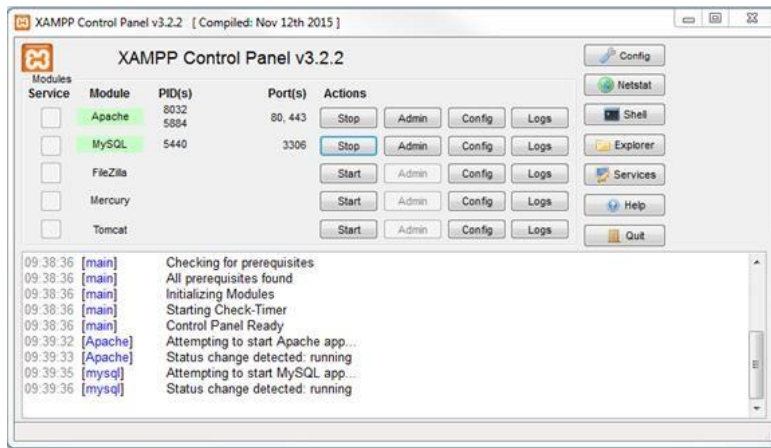 XAMPP Control Panel v3.2.2 [ Compiled: Nov 12th 2015 ]
XAMPP Control Panel v3.2.2
Config
Netstat
Shell
Explorer
Services
Help
Quit
Modules
Service Module PID(s) Port(s) Actions
Apache 8032 5884 80, 443 Stop Admin Config Logs
MySQL 5440 3306 Stop Admin Config Logs
FileZilla Start Admin Config Logs
Mercury Start Admin Config Logs
Tomcat Start Admin Config Logs
09:38:36 [main] Checking for prerequisites
09:38:36 [main] All prerequisites found
09:38:36 [main] Initializing Modules
09:38:36 [main] Starting Check-Timer
09:38:36 [main] Control Panel Ready
09:39:32 [Apache] Attempting to start Apache app...
09:39:33 [Apache] Status change detected: running
09:39:35 [mysql] Attempting to start MySQL app...
09:39:36 [mysql] Status change detected: running